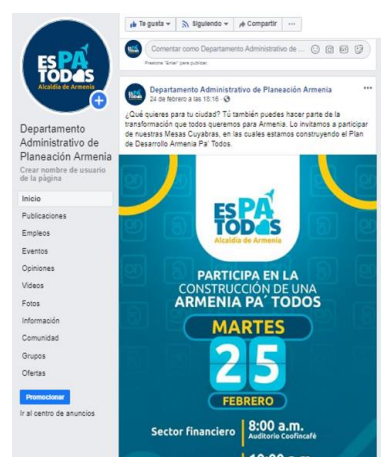 ES PA'
TODOS
Alcaldía de Armenia
Departamento
Administrativo de
Planeación Armenia
Crear nombre de usuario
de la página
Inicio
Publicaciones
Empleos
Eventos
Opiniones
Videos
Fotos
Información
Comunidad
Grupos
Ofertas
Promocionar
Ir al centro de anuncios
Te gusta
Siguiendo
Compartir
...
Comentar como Departamento Administrativo de ...
Presiona "Enter" para publicar.
Departamento Administrativo de Planeación Armenia
24 de febrero a las 18:16
¿Qué quieres para tu ciudad? Tú también puedes hacer parte de la
transformación que todos queremos para Armenia. Lo invitamos a participar
de nuestras Mesas Cuyabras, en las cuales estamos construyendo el Plan
de Desarrollo Armenia Pa' Todos.
ES PA'
TODOS
Alcaldía de Armenia
PARTICIPA EN LA
CONSTRUCCIÓN DE UNA
ARMENIA PA´ TODOS
MARTES
25
FEBRERO
Sector financiero
8:00 a.m.
Auditorio Coofincafé